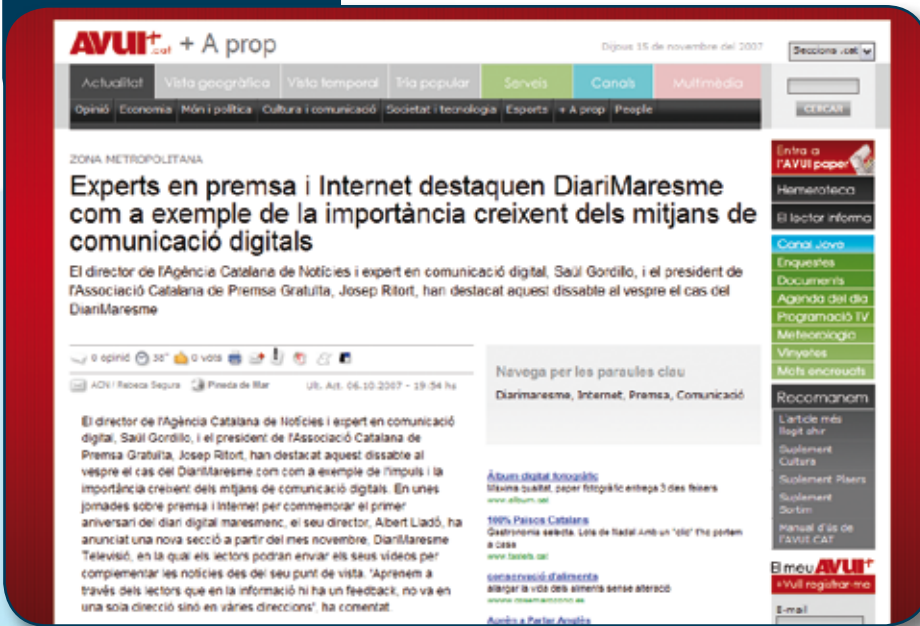 AVUI+.cat + A prop
Dijous 15 de novembre del 2007
Seccions .cat
Actualitat Vista geogràfica Vista temporal Tria popular Serveis Canals Multimèdia
Opinió Economia Món i política Cultura i comunicació Societat i tecnologia Esports + A prop People
CERCAR
ZONA METROPOLITANA
Experts en premsa i Internet destaquen DiariMaresme
com a exemple de la importància creixent dels mitjans de
comunicació digitals
El director de l'Agència Catalana de Notícies i expert en comunicació digital, Saül Gordillo, i el president de
l'Associació Catalana de Premsa Gratuïta, Josep Ritort, han destacat aquest dissabte al vespre el cas del
DiariMaresme
0 opinió 38" 0 vots
ACN / Rebeca Segura Pineda de Mar Ult. Act. 06.10.2007 - 19:54 hs
El director de l'Agència Catalana de Notícies i expert en comunicació
digital, Saül Gordillo, i el president de l'Associació Catalana de
Premsa Gratuïta, Josep Ritort, han destacat aquest dissabte al
vespre el cas del DiariMaresme com com a exemple de l'impuls i la
importància creixent dels mitjans de comunicació digitals. En unes
jornades sobre premsa i Internet per commemorar el primer
aniversari del diari digital maresmenc, el seu director, Albert Lladó, ha
anunciat una nova secció a partir del mes novembre, DiariMaresme
Televisió, en la qual els lectors podran enviar els seus vídeos per
complementar les notícies des del seu punt de vista. "Aprenem a
través dels lectors que en la informació hi ha un feedback, no va en
una sola direcció sinó en vàries direccions", ha comentat.
Navega per les paraules clau
Diarimaresme, Internet, Premsa, Comunicació
Àlbum digital fotogràfic
Màxima qualitat, paper fotogràfic entrega 3 dies feiners
www.album.cat
100% Països Catalans
Gastronomia selecta. Lots de Nadal Amb un "clic" t'ho portem
a casa
www.tastets.cat
conservació d'aliments
allargar la vida dels aliments sense alteració
Aprèn a Parlar Anglès
Entra a
l'AVUI paper
Hemeroteca
El lector informa
Canal Jove
Enquestes
Documents
Agenda del dia
Programació TV
Meteorologia
Vinyetes
Mots encreuats
Recomanem
L'article més
llegit ahir
Suplement
Cultura
Suplement Plaers
Suplement
Sortim
Manual d'ús de
l'AVUI.CAT
El meu AVUI+
+Vull registrar-me
E-mail